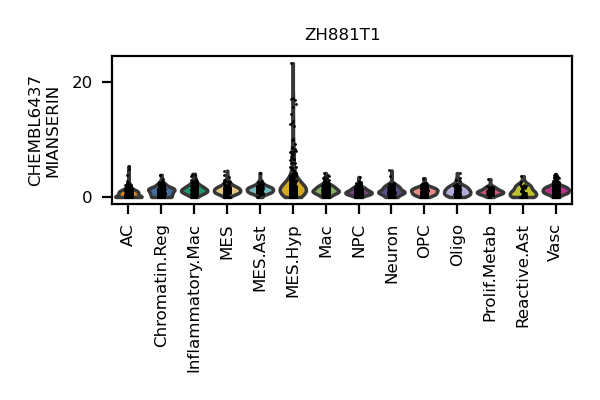 ZH881T1
CHEMBL6437
MIANSERIN
20
0
AC
Chromatin.Reg
Inflammatory.Mac
MES
MES.Ast
MES.Hyp
Mac
NPC
Neuron
OPC
Oligo
Prolif.Metab
Reactive.Ast
Vasc